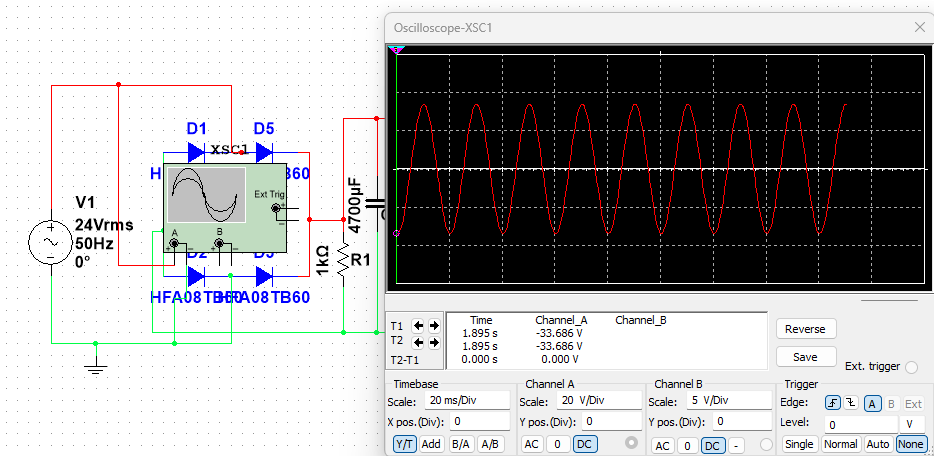 Oscilloscope-XSC1
D1
D5
XSC1
H
B60
Ext Trig
V1
24Vrms
50Hz
0°
A
B
4700µF
1kΩ
R1
D2
HFA08TB60
HFA08TB60
Time Channel_A Channel_B
T1 1.895 s -33.686 V
T2 1.895 s -33.686 V
T2-T1 0.000 s 0.000 V
Reverse
Save
Ext. trigger
Timebase
Scale: 20 ms/Div
X pos.(Div): 0
Y/T Add B/A A/B
Channel A
Scale: 20 V/Div
Y pos.(Div): 0
AC 0 DC
Channel B
Scale: 5 V/Div
Y pos.(Div): 0
AC 0 DC -
Trigger
Edge: A B Ext
Level: 0 V
Single Normal Auto None